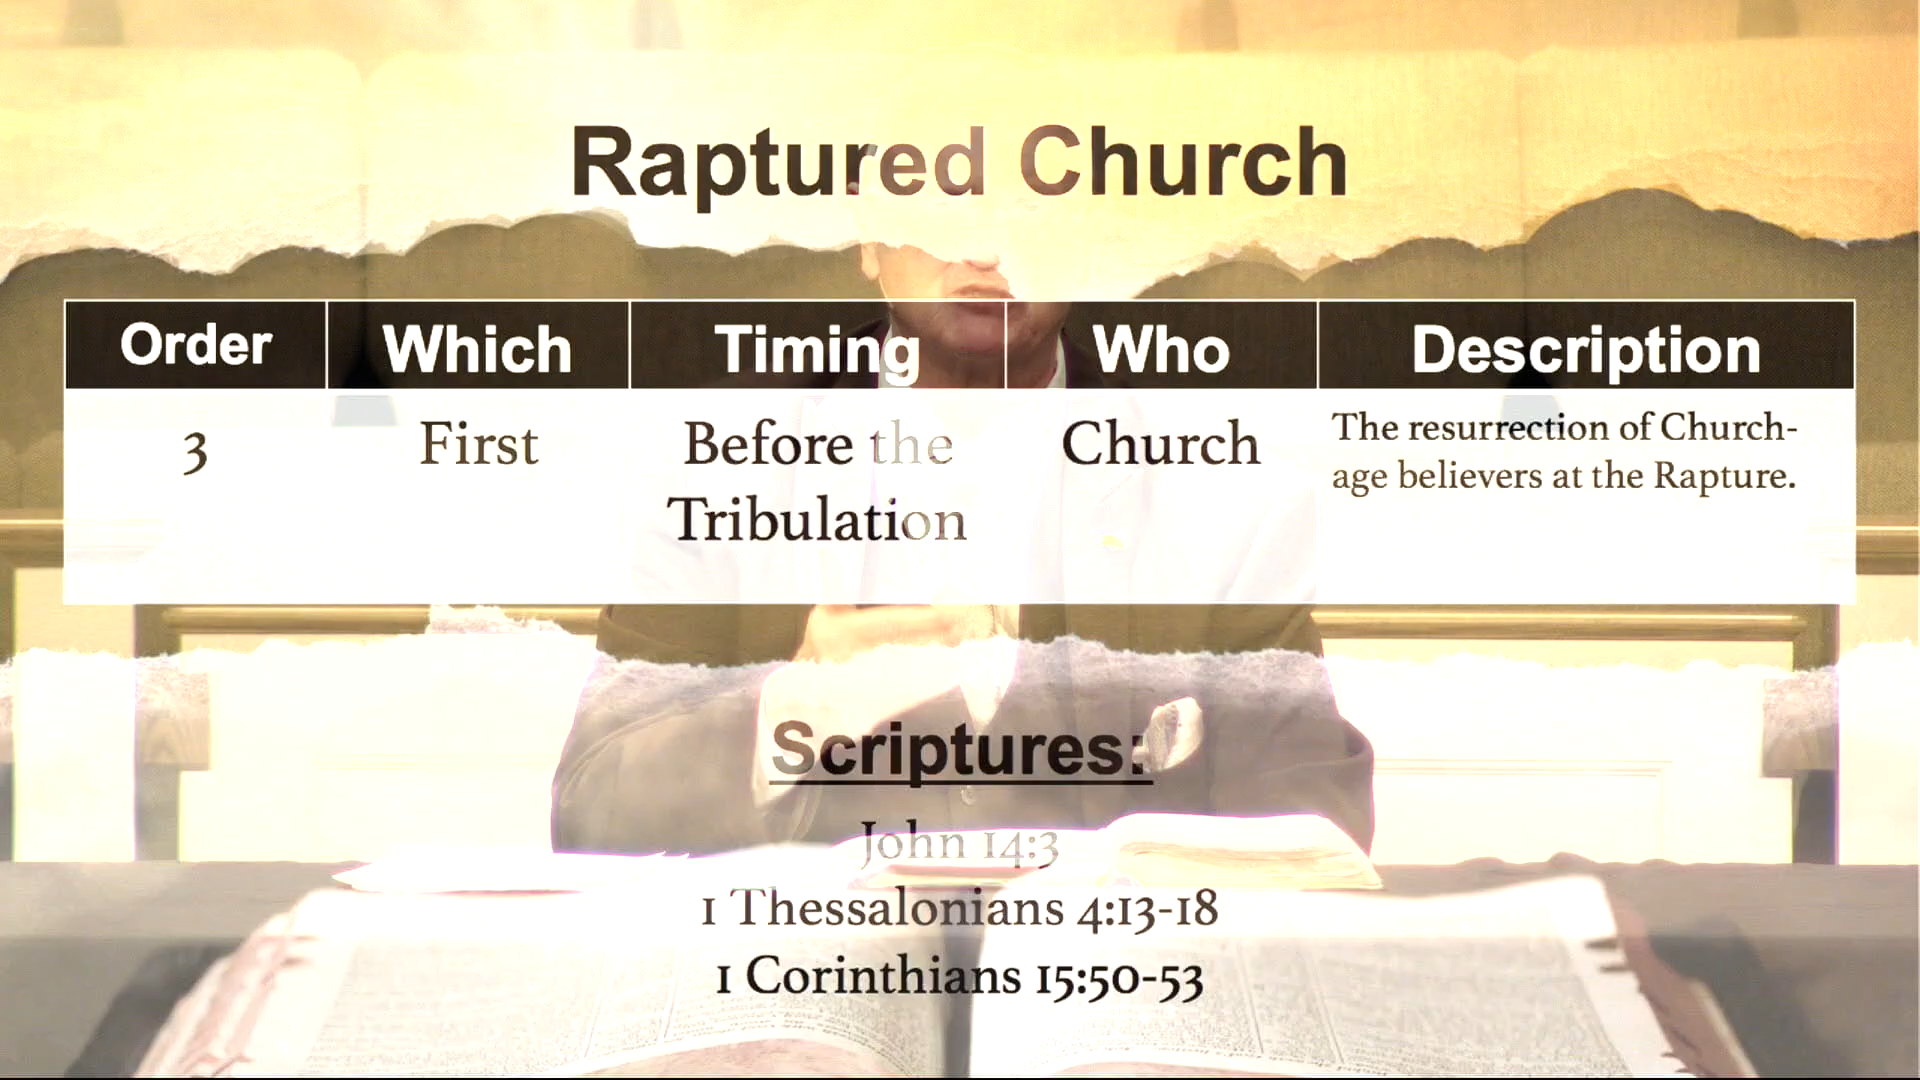 Raptured Church
Order Which Timing Who Description
3 First Before the Church The resurrection of Church-
Tribulation age believers at the Rapture.
Scriptures:
John 14:3
1 Thessalonians 4:13-18
1 Corinthians 15:50-53